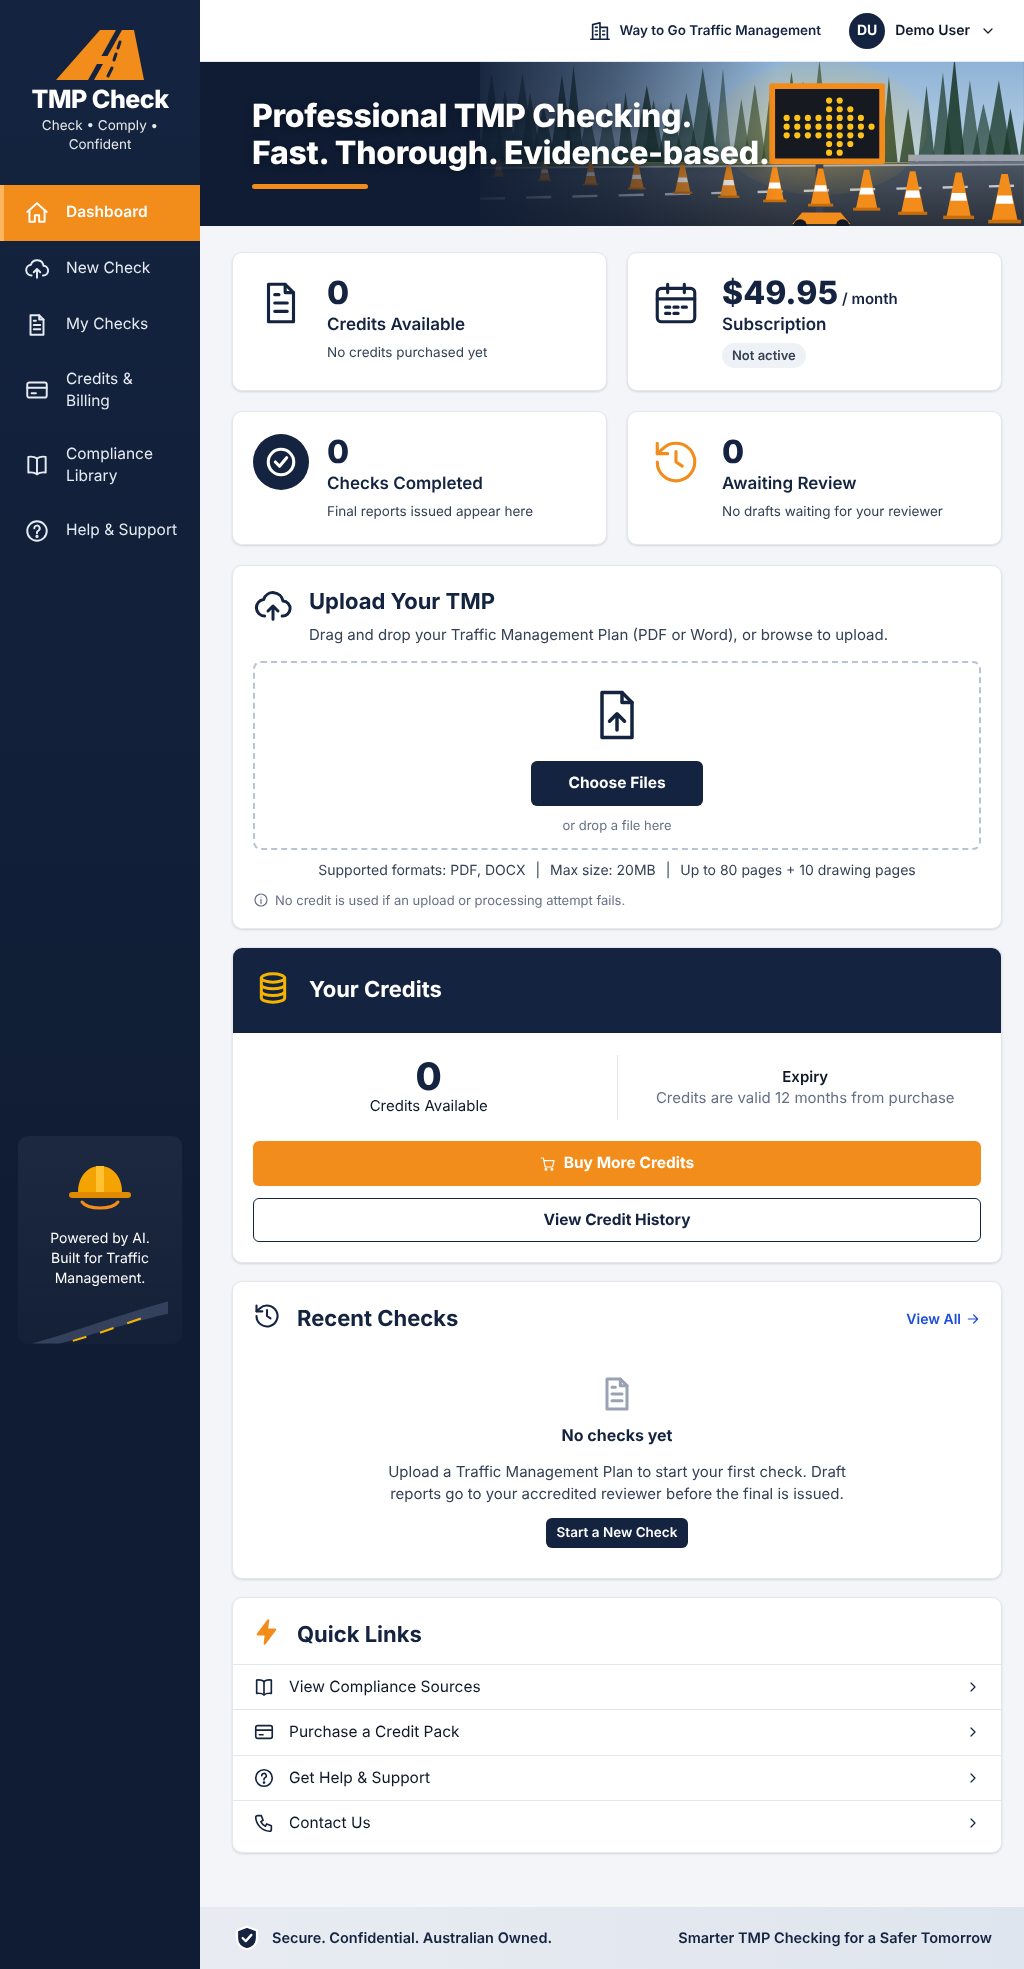 TMP Check
Check • Comply •
Confident
Dashboard
New Check
My Checks
Credits &
Billing
Compliance
Library
Help & Support
Powered by AI.
Built for Traffic
Management.
Way to Go Traffic Management
DU
Demo User
Professional TMP Checking.
Fast. Thorough. Evidence-based.
0
Credits Available
No credits purchased yet
$49.95 / month
Subscription
Not active
0
Checks Completed
Final reports issued appear here
0
Awaiting Review
No drafts waiting for your reviewer
Upload Your TMP
Drag and drop your Traffic Management Plan (PDF or Word), or browse to upload.
Choose Files
or drop a file here
Supported formats: PDF, DOCX | Max size: 20MB | Up to 80 pages + 10 drawing pages
No credit is used if an upload or processing attempt fails.
Your Credits
0
Credits Available
Expiry
Credits are valid 12 months from purchase
Buy More Credits
View Credit History
Recent Checks
View All →
No checks yet
Upload a Traffic Management Plan to start your first check. Draft
reports go to your accredited reviewer before the final is issued.
Start a New Check
Quick Links
View Compliance Sources
Purchase a Credit Pack
Get Help & Support
Contact Us
Secure. Confidential. Australian Owned.
Smarter TMP Checking for a Safer Tomorrow